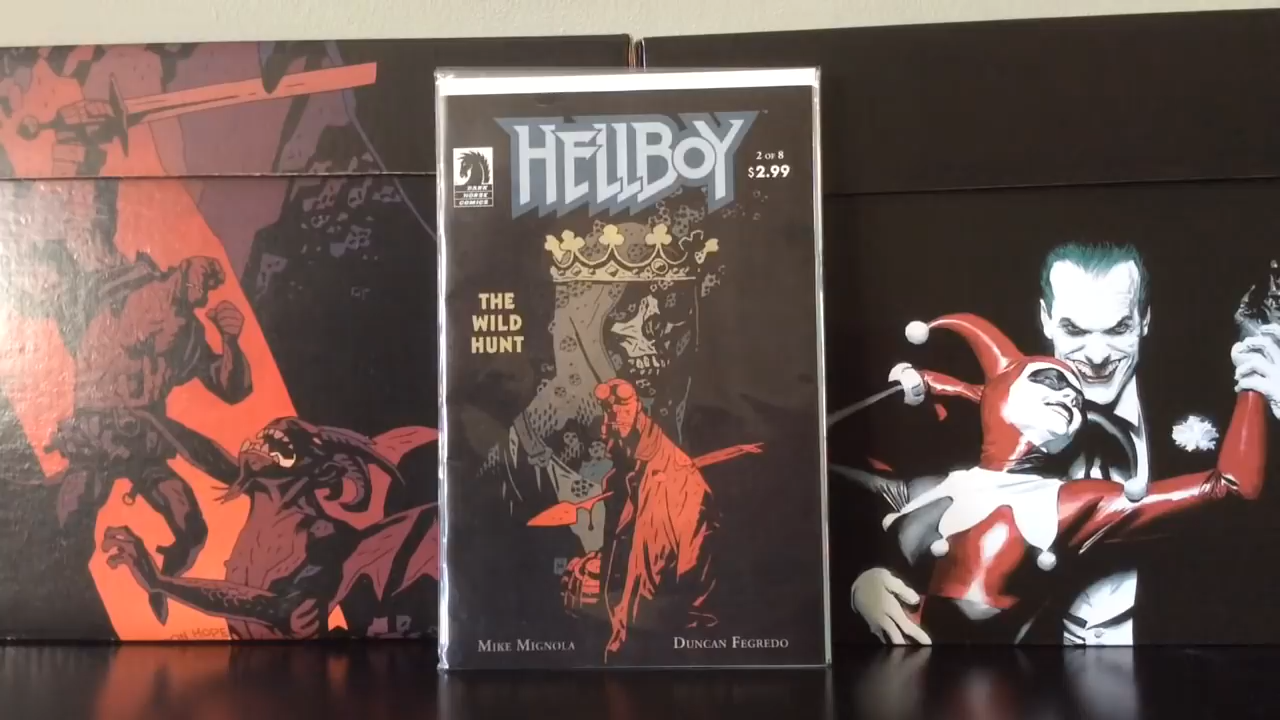 HELLBOY
2 OF 8
$2.99
DARK
HORSE
COMICS
THE
WILD
HUNT
MIKE MIGNOLA
DUNCAN FEGREDO